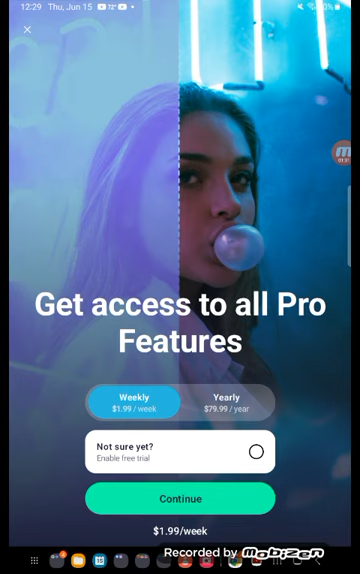 12:29 Thu, Jun 15 72°
Get access to all Pro
Features
Weekly
$1.99 / week
Yearly
$79.99 / year
Not sure yet?
Enable free trial
Continue
$1.99/week
Recorded by Mobizen